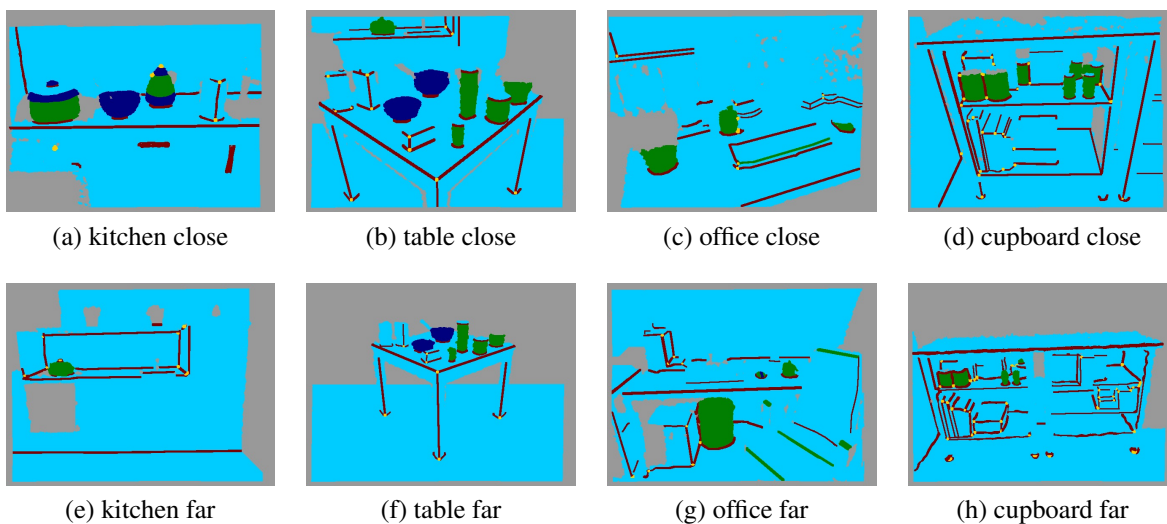 (a) kitchen close
(b) table close
(c) office close
(d) cupboard close
(e) kitchen far
(f) table far
(g) office far
(h) cupboard far